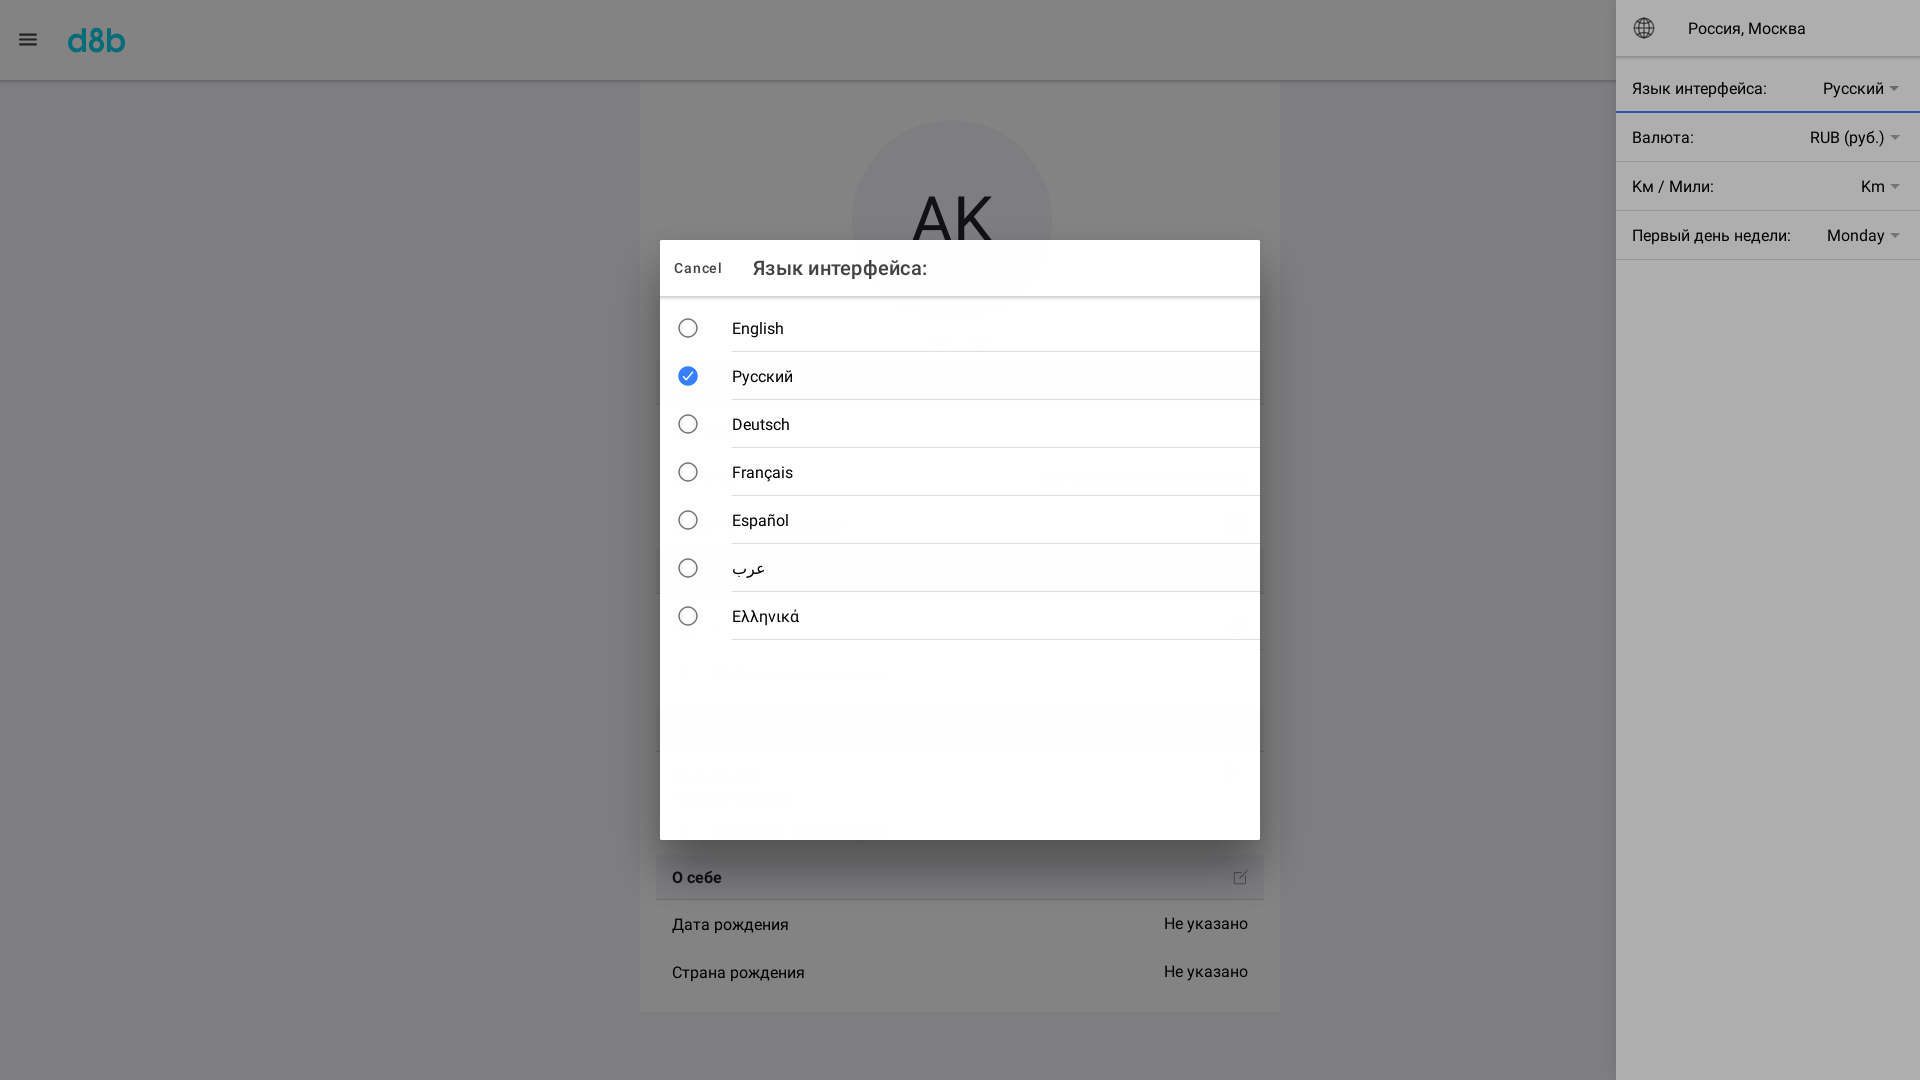 d8b
Россия, Москва
Язык интерфейса: Русский
Валюта: RUB (руб.)
Км / Мили: Km
Первый день недели: Monday
AK
Cancel Язык интерфейса:
English
Русский
Deutsch
Français
Español
عرب
Ελληνικά
О себе
Дата рождения Не указано
Страна рождения Не указано